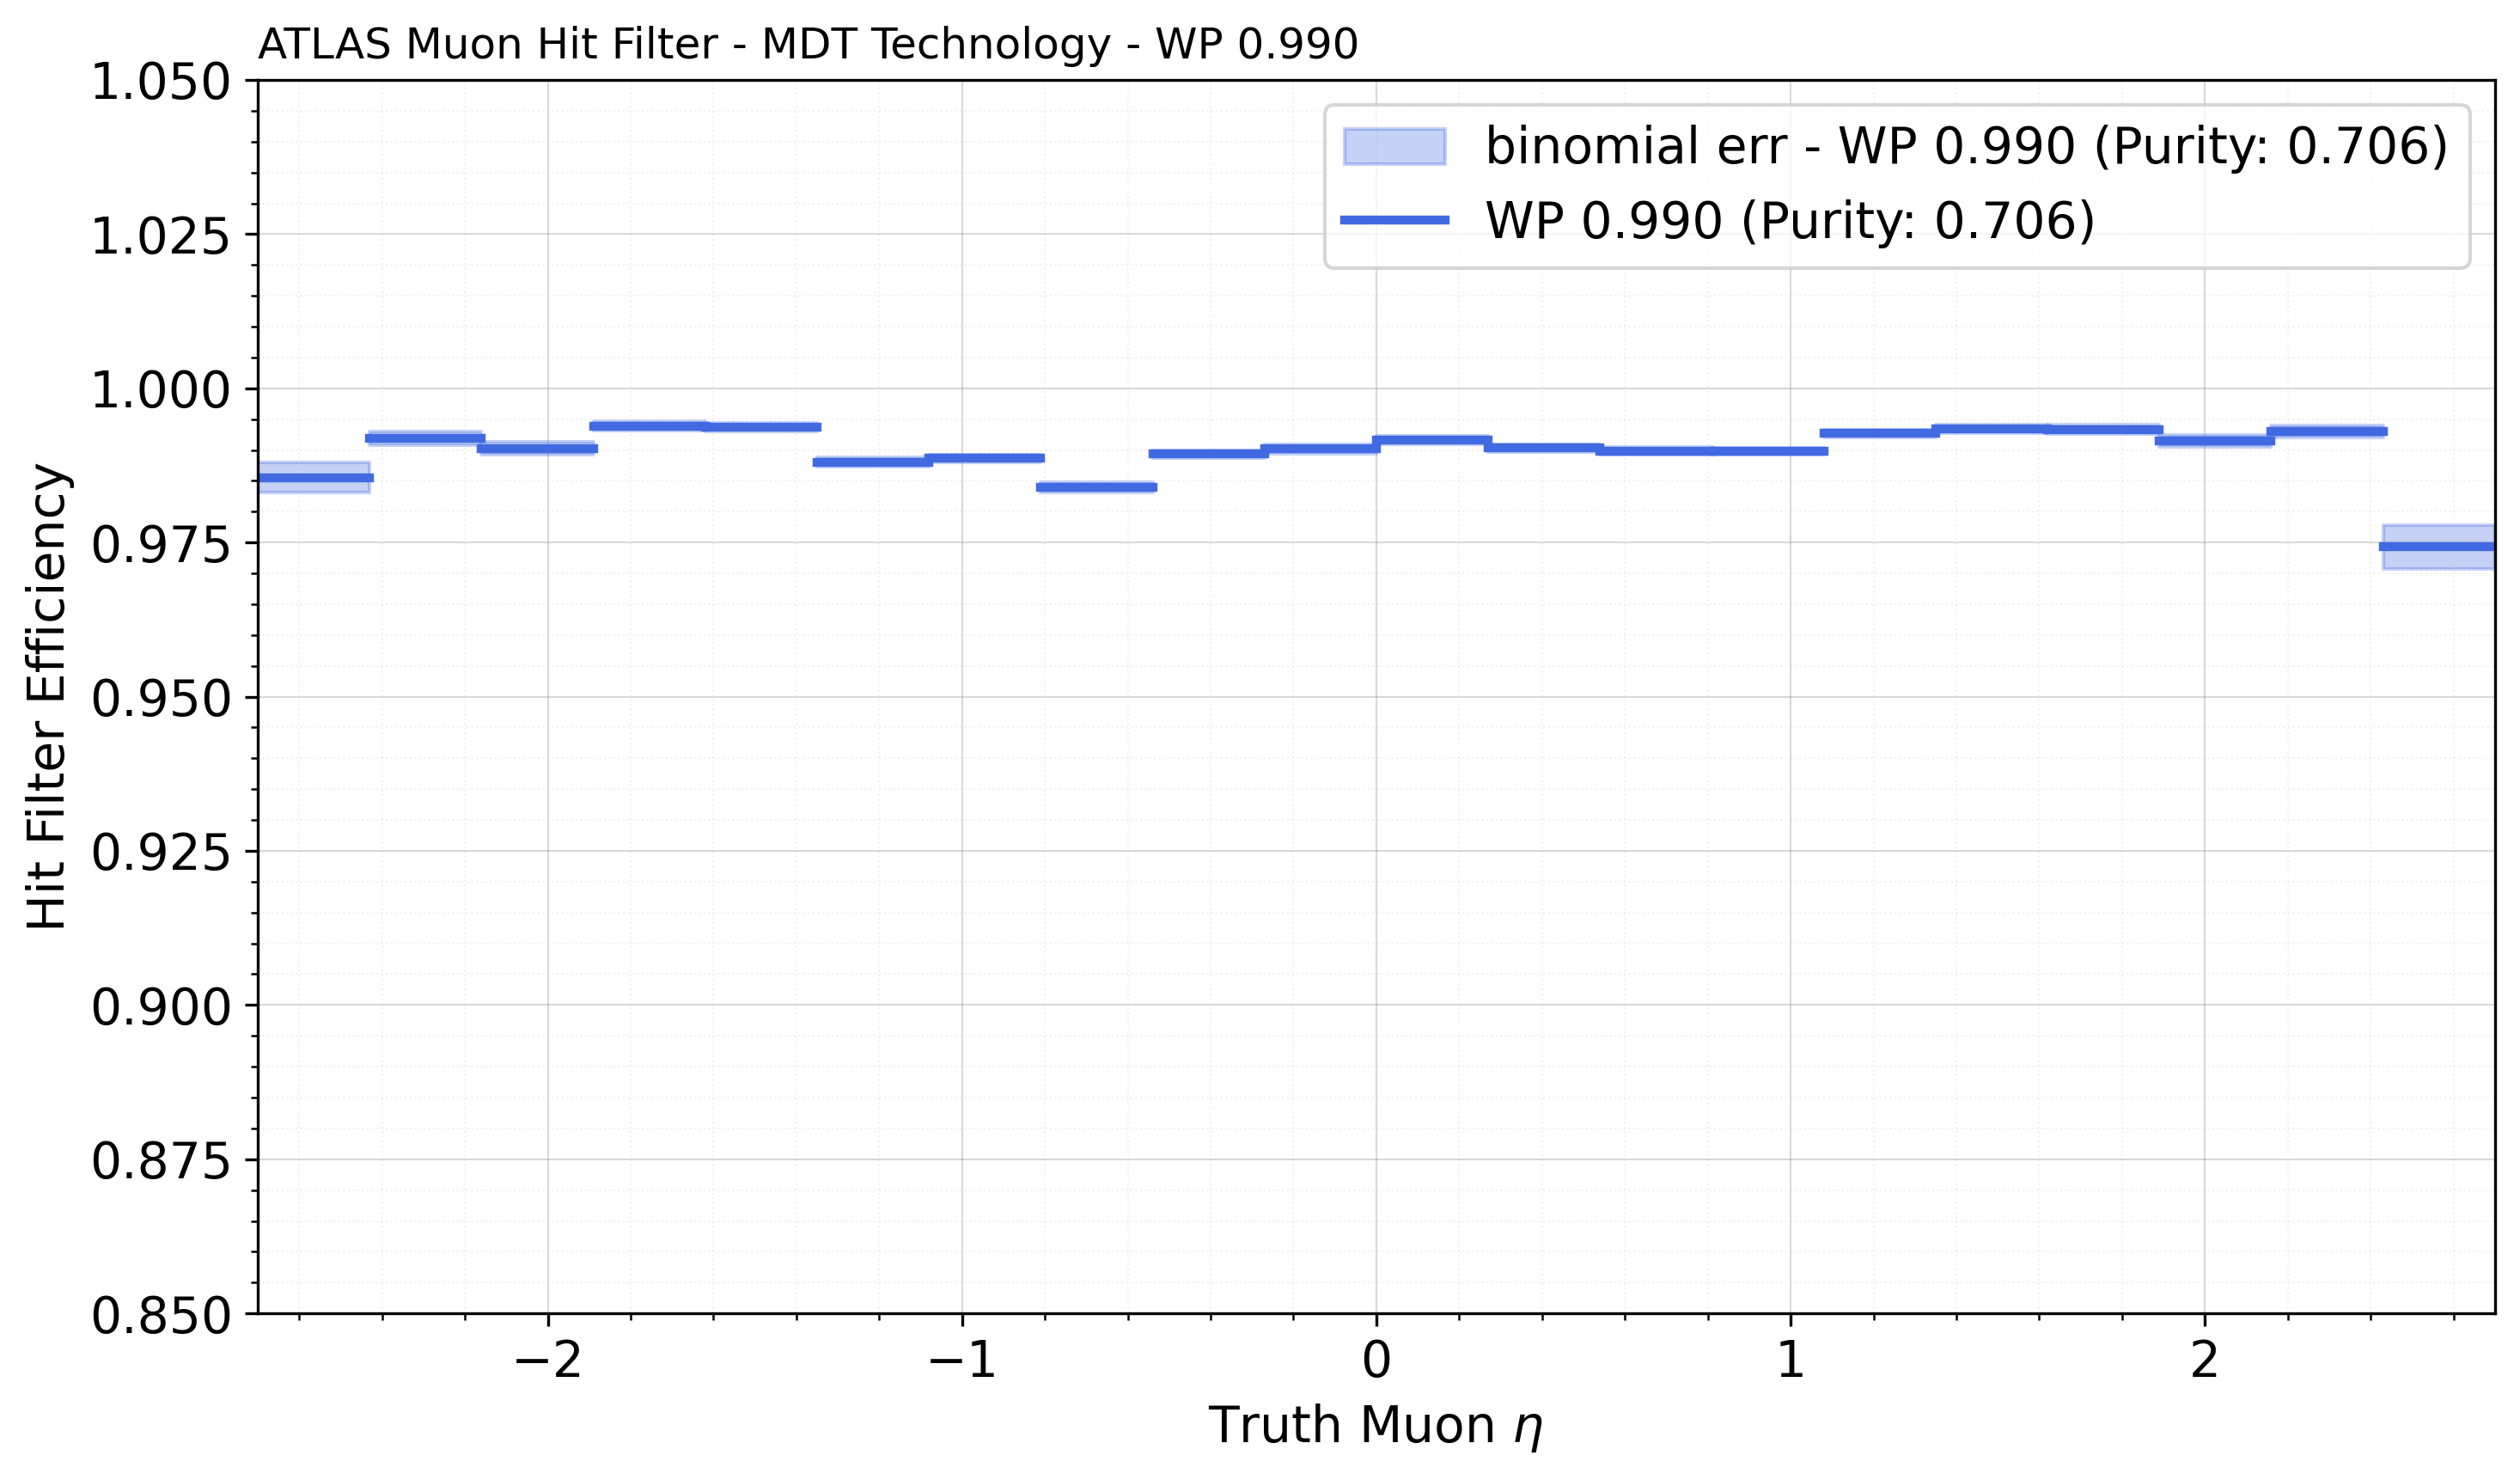 ATLAS Muon Hit Filter - MDT Technology - WP 0.990
1.050
1.025
1.000
0.975
0.950
0.925
0.900
0.875
0.850
Hit Filter Efficiency
binomial err - WP 0.990 (Purity: 0.706)
WP 0.990 (Purity: 0.706)
−2 −1 0 1 2
Truth Muon η